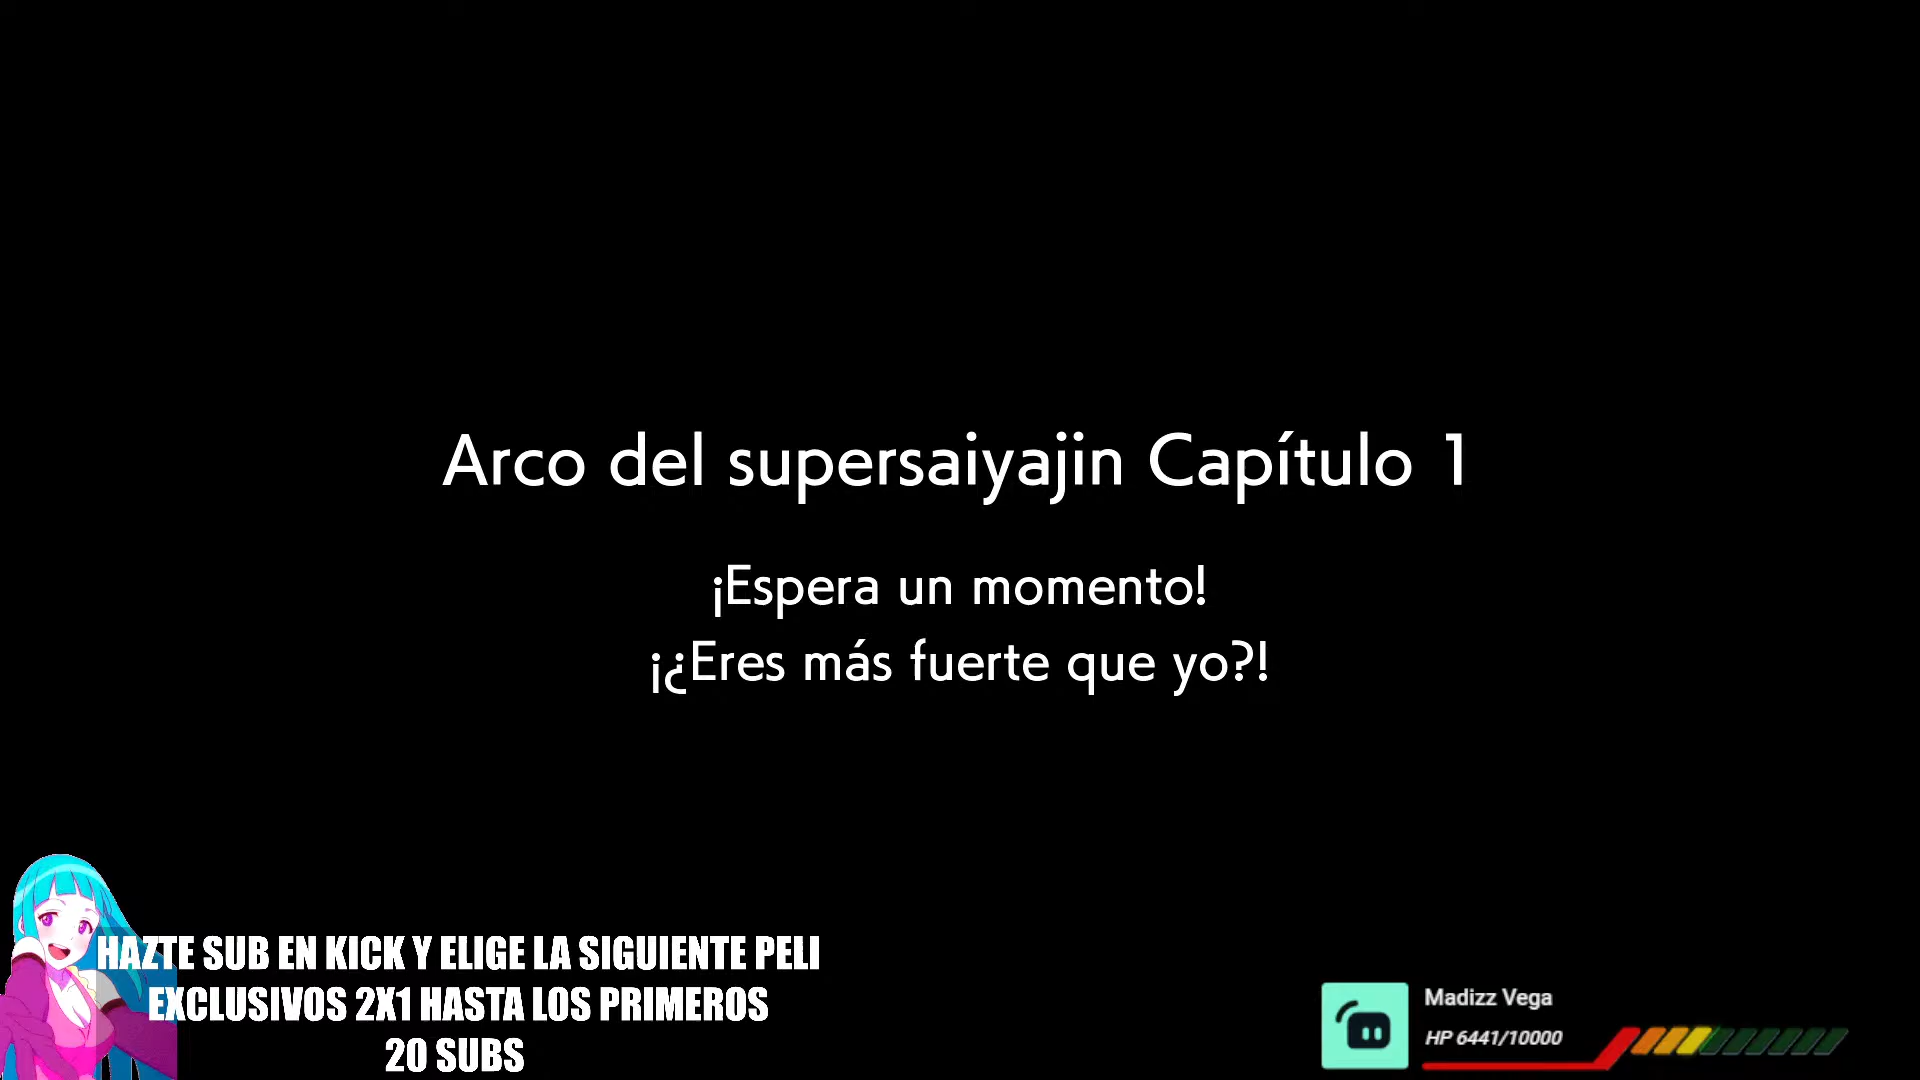 Arco del supersaiyajin Capítulo 1
¡Espera un momento!
¡¿Eres más fuerte que yo?!
HAZTE SUB EN KICK Y ELIGE LA SIGUIENTE PELI
EXCLUSIVOS 2X1 HASTA LOS PRIMEROS
20 SUBS
Madizz Vega
HP 6441/10000